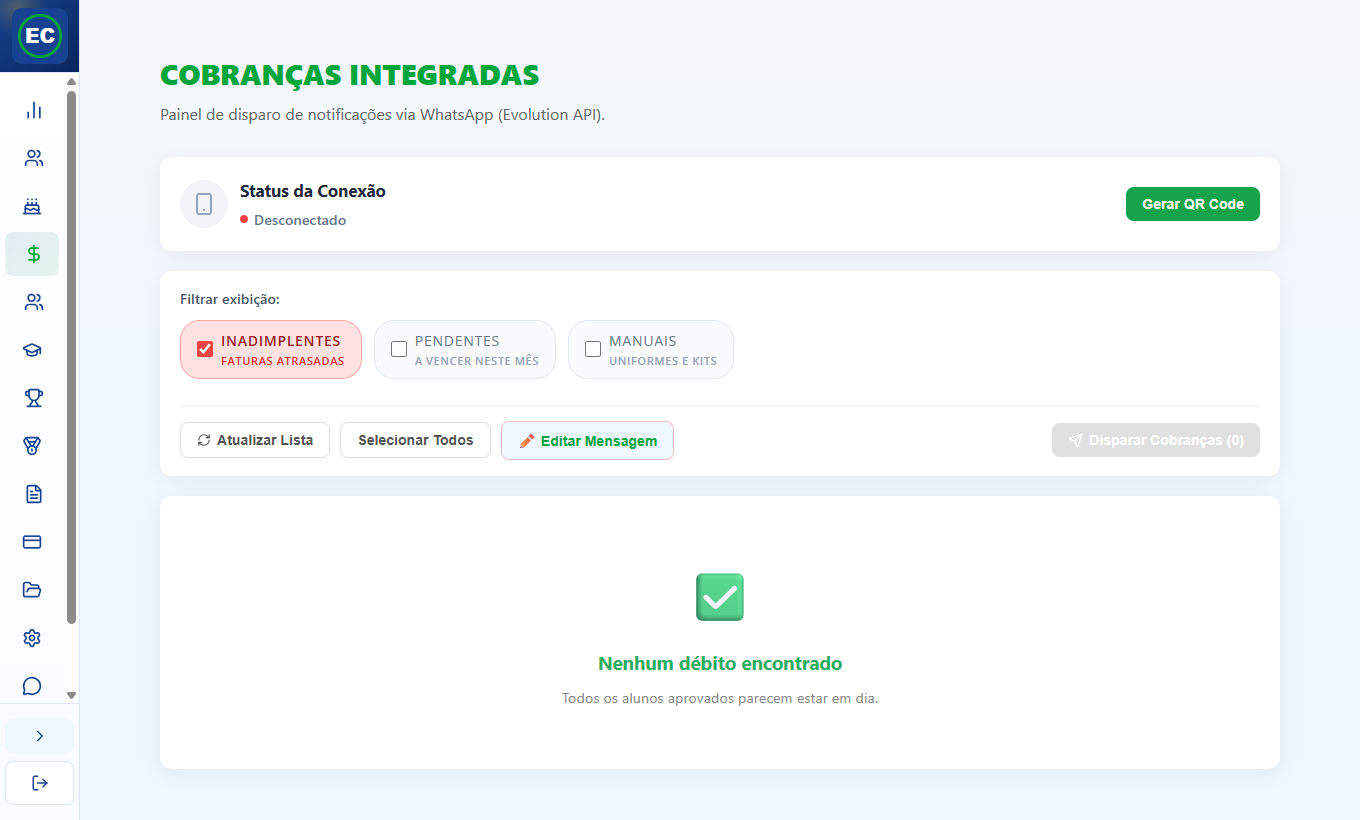 EC
COBRANÇAS INTEGRADAS
Painel de disparo de notificações via WhatsApp (Evolution API).
Status da Conexão
Desconectado
Gerar QR Code
Filtrar exibição:
INADIMPLENTES
FATURAS ATRASADAS
PENDENTES
A VENCER NESTE MÊS
MANUAIS
UNIFORMES E KITS
Atualizar Lista
Selecionar Todos
Editar Mensagem
Disparar Cobranças (0)
Nenhum débito encontrado
Todos os alunos aprovados parecem estar em dia.